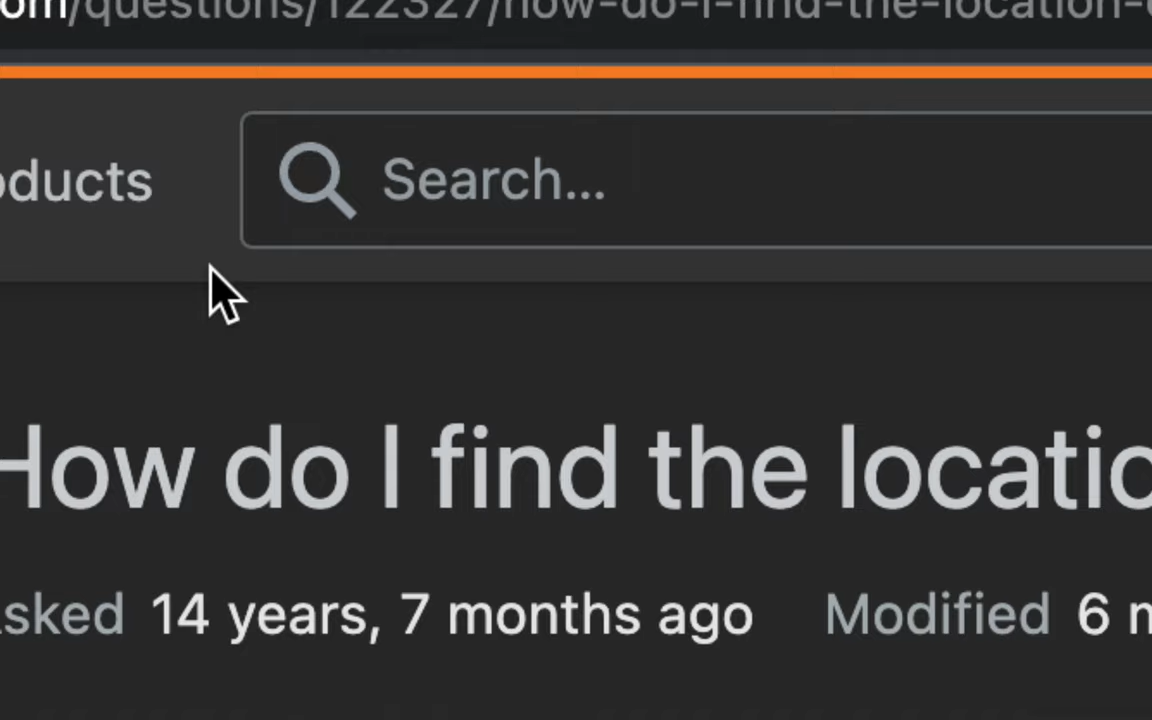 om/questions/122327/how-do-i-find-the-location-
oducts
Search...
How do I find the locatio
sked 14 years, 7 months ago Modified 6 m